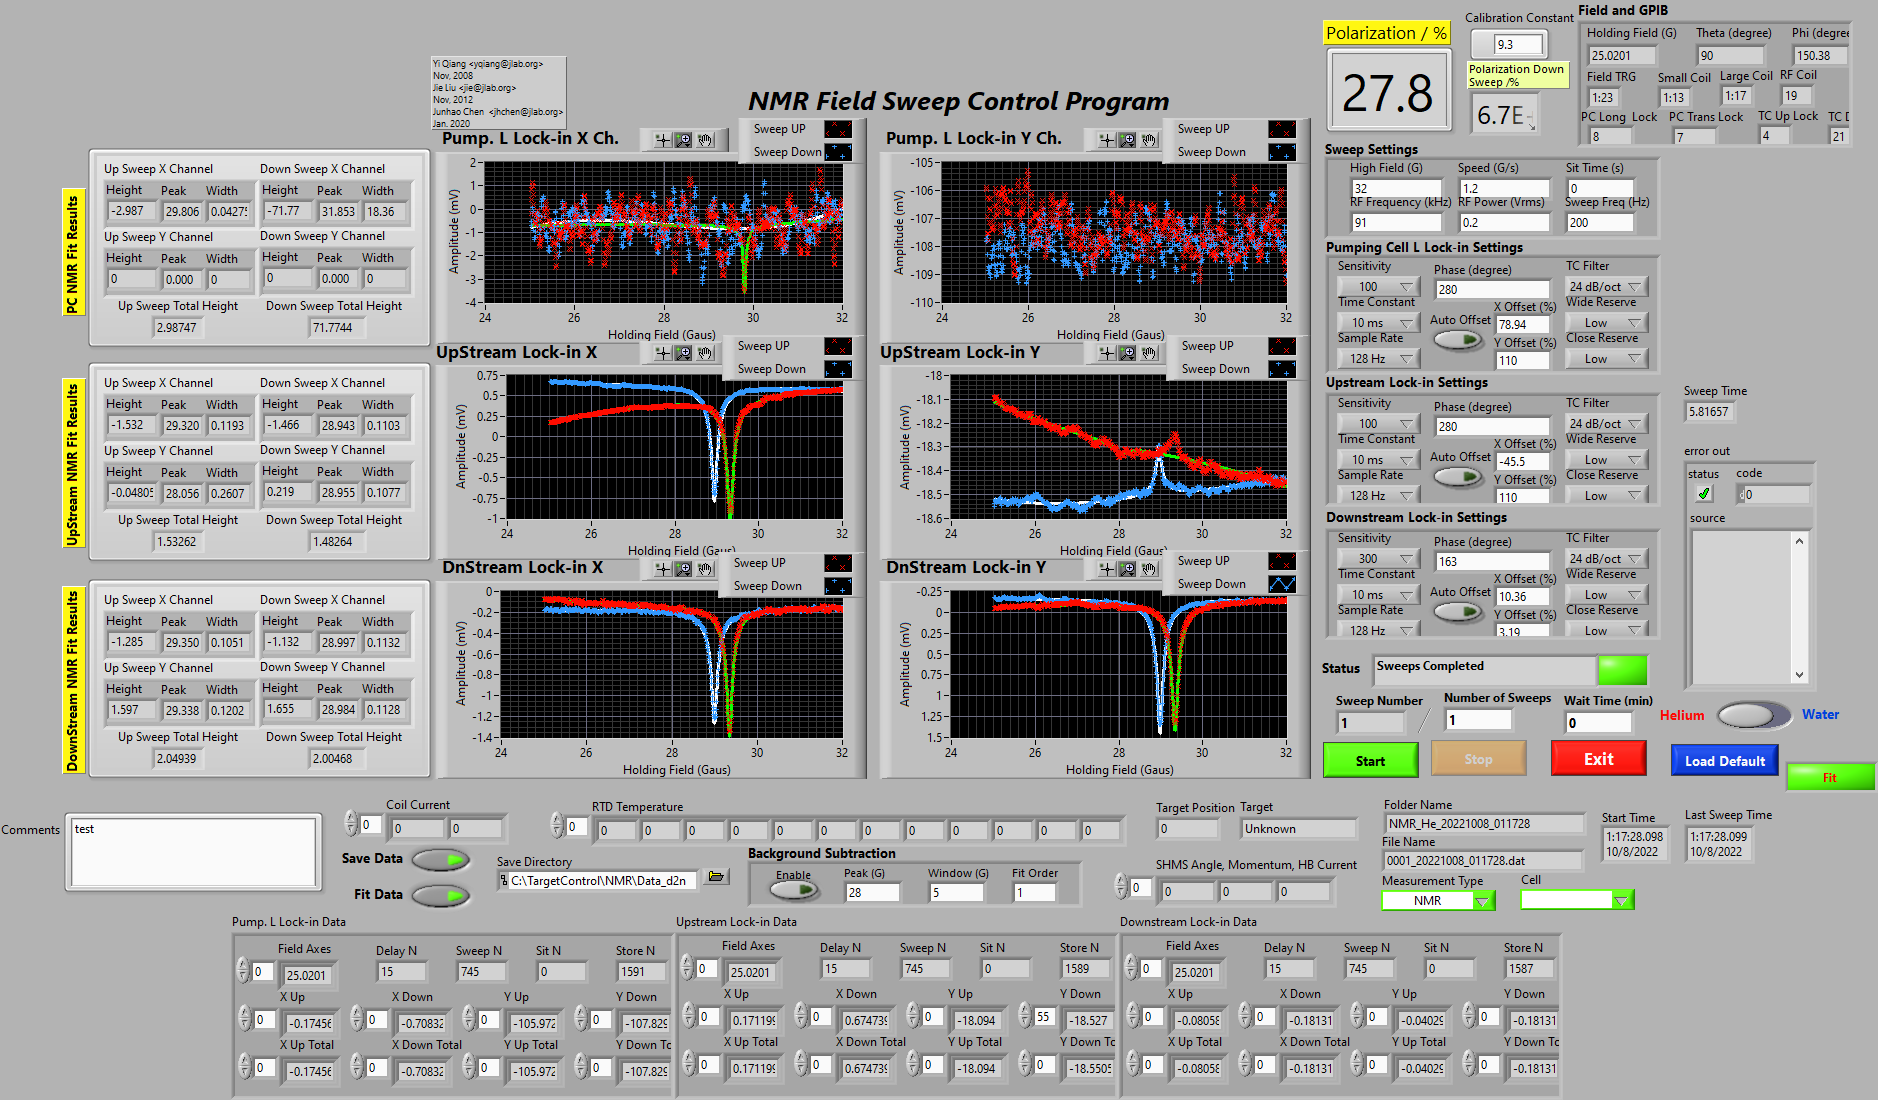 Yi Qiang <yqiang@jlab.org>
Nov, 2008
Jie Liu <jie@jlab.org>
Nov, 2012
Junhao Chen <jhchen@jlab.org>
Jan. 2020
NMR Field Sweep Control Program
Polarization / %
27.8
Calibration Constant
9.3
Polarization Down
Sweep /%
6.7E-
Field and GPIB
Holding Field (G) Theta (degree) Phi (degree
25.0201 90 150.38
Field TRG Small Coil Large Coil RF Coil
1:23 1:13 1:17 19
PC Long Lock PC Trans Lock TC Up Lock TC D
8 7 4 21
PC NMR Fit Results
Up Sweep X Channel Down Sweep X Channel
Height Peak Width Height Peak Width
-2.987 29.806 0.0427 -71.77 31.853 18.36
Up Sweep Y Channel Down Sweep Y Channel
Height Peak Width Height Peak Width
0 0.000 0 0 0.000 0
Up Sweep Total Height Down Sweep Total Height
2.98747 71.7744
Pump. L Lock-in X Ch.
Sweep UP
Sweep Down
Amplitude (mV)
2
1
0
-1
-2
-3
-4
24 26 28 30 32
Holding Field (Gaus)
Pump. L Lock-in Y Ch.
Sweep UP
Sweep Down
Amplitude (mV)
-105
-106
-107
-108
-109
-110
24 26 28 30 32
Holding Field (Gaus)
UpStream NMR Fit Results
Up Sweep X Channel Down Sweep X Channel
Height Peak Width Height Peak Width
-1.532 29.320 0.1193 -1.466 28.943 0.1103
Up Sweep Y Channel Down Sweep Y Channel
Height Peak Width Height Peak Width
-0.04805 28.056 0.2607 0.219 28.955 0.1077
Up Sweep Total Height Down Sweep Total Height
1.53262 1.48264
UpStream Lock-in X
Sweep UP
Sweep Down
Amplitude (mV)
0.75
0.5
0.25
0
-0.25
-0.5
-0.75
-1
24 26 28 30 32
Holding Field (Gaus)
UpStream Lock-in Y
Sweep UP
Sweep Down
Amplitude (mV)
-18
-18.1
-18.2
-18.3
-18.4
-18.5
-18.6
24 26 28 30 32
Holding Field (Gaus)
DownStream NMR Fit Results
Up Sweep X Channel Down Sweep X Channel
Height Peak Width Height Peak Width
-1.285 29.350 0.1051 -1.132 28.997 0.1132
Up Sweep Y Channel Down Sweep Y Channel
Height Peak Width Height Peak Width
1.597 29.338 0.1202 1.655 28.984 0.1128
Up Sweep Total Height Down Sweep Total Height
2.04939 2.00468
DnStream Lock-in X
Sweep UP
Sweep Down
Amplitude (mV)
0
-0.2
-0.4
-0.6
-0.8
-1
-1.2
-1.4
24 26 28 30 32
Holding Field (Gaus)
DnStream Lock-in Y
Sweep UP
Sweep Down
Amplitude (mV)
-0.25
0
0.25
0.5
0.75
1
1.25
1.5
24 26 28 30 32
Holding Field (Gaus)
Sweep Settings
High Field (G) Speed (G/s) Sit Time (s)
32 1.2 0
RF Frequency (kHz) RF Power (Vrms) Sweep Freq (Hz)
91 0.2 200
Pumping Cell L Lock-in Settings
Sensitivity Phase (degree) TC Filter
100 280 24 dB/oct
Time Constant X Offset (%) Wide Reserve
10 ms Auto Offset 78.94 Low
Sample Rate Y Offset (%) Close Reserve
128 Hz 110 Low
Upstream Lock-in Settings
Sensitivity Phase (degree) TC Filter
100 280 24 dB/oct
Time Constant X Offset (%) Wide Reserve
10 ms Auto Offset -45.5 Low
Sample Rate Y Offset (%) Close Reserve
128 Hz 110 Low
Downstream Lock-in Settings
Sensitivity Phase (degree) TC Filter
300 163 24 dB/oct
Time Constant X Offset (%) Wide Reserve
10 ms Auto Offset 10.36 Low
Sample Rate Y Offset (%) Close Reserve
128 Hz 3.19 Low
Sweep Time
5.81657
error out
status code
0
source
Status Sweeps Completed
Sweep Number Number of Sweeps Wait Time (min)
1 / 1 0
Helium Water
Start Stop Exit Load Default Fit
Comments test
Coil Current
0 0 0
Save Data
Fit Data
RTD Temperature
0 0 0 0 0 0 0 0 0 0 0 0 0
Save Directory
C:\TargetControl\NMR\Data_d2n
Background Subtraction
Enable Peak (G) Window (G) Fit Order
28 5 1
Target Position Target
0 Unknown
SHMS Angle, Momentum, HB Current
0 0 0 0
Folder Name
NMR_He_20221008_011728
File Name
0001_20221008_011728.dat
Measurement Type Cell
NMR
Start Time Last Sweep Time
1:17:28.098 1:17:28.099
10/8/2022 10/8/2022
Pump. L Lock-in Data
Field Axes Delay N Sweep N Sit N Store N
0 25.0201 15 745 0 1591
X Up X Down Y Up Y Down
0 -0.17456 0 -0.70832 0 -105.972 0 -107.829
X Up Total X Down Total Y Up Total Y Down To
0 -0.17456 0 -0.70832 0 -105.972 0 -107.829
Upstream Lock-in Data
Field Axes Delay N Sweep N Sit N Store N
0 25.0201 15 745 0 1589
X Up X Down Y Up Y Down
0 0.171199 0 0.674739 0 -18.094 55 -18.527
X Up Total X Down Total Y Up Total Y Down To
0 0.171199 0 0.674739 0 -18.094 0 -18.5505
Downstream Lock-in Data
Field Axes Delay N Sweep N Sit N Store N
0 25.0201 15 745 0 1587
X Up X Down Y Up Y Down
0 -0.08058 0 -0.18131 0 -0.04029 0 -0.18131
X Up Total X Down Total Y Up Total Y Down To
0 -0.08058 0 -0.18131 0 -0.04029 0 -0.18131